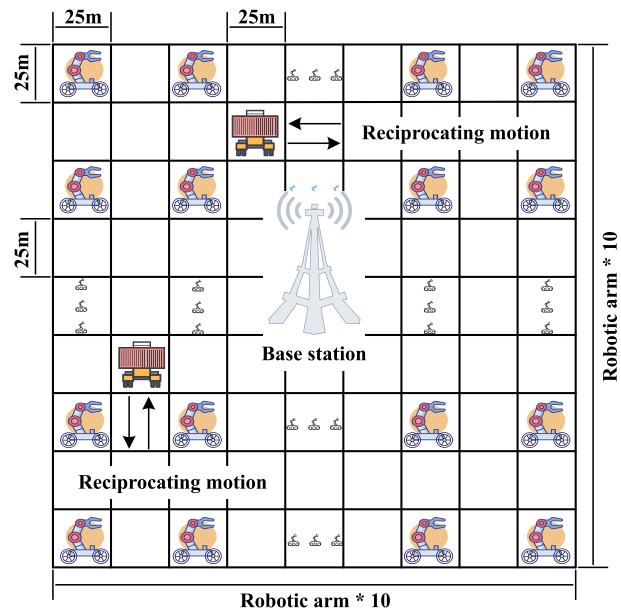 25m 25m
25m
Reciprocating motion
25m
Base station
Robotic arm * 10
Reciprocating motion
Robotic arm * 10